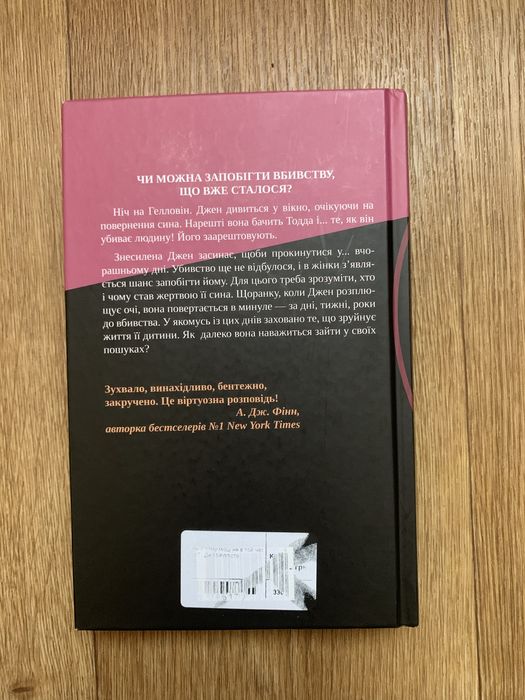 ЧИ МОЖНА ЗАПОБІГТИ ВБИВСТВУ,
ЩО ВЖЕ СТАЛОСЯ?
Ніч на Гелловін. Джен дивиться у вікно, очікуючи на
повернення сина. Нарешті вона бачить Тодда і... те, як він
убиває людину! Його заарештовують.
Знесилена Джен засинає, щоби прокинутися у... вчо-
рашньому дні. Убивство ще не відбулося, і в жінки з’явля-
ється шанс запобігти йому. Для цього треба зрозуміти, хто
і чому став жертвою її сина. Щоранку, коли Джен розплю-
щує очі, вона повертається в минуле — за дні, тижні, роки
до вбивства. У якомусь із цих днів заховано те, що зруйнує
життя її дитини. Як далеко вона наважиться зайти у своїх
пошуках?
Зухвало, винахідливо, бентежно,
закручено. Це віртуозна розповідь!
А. Дж. Фінн,
авторка бестселерів №1 New York Times